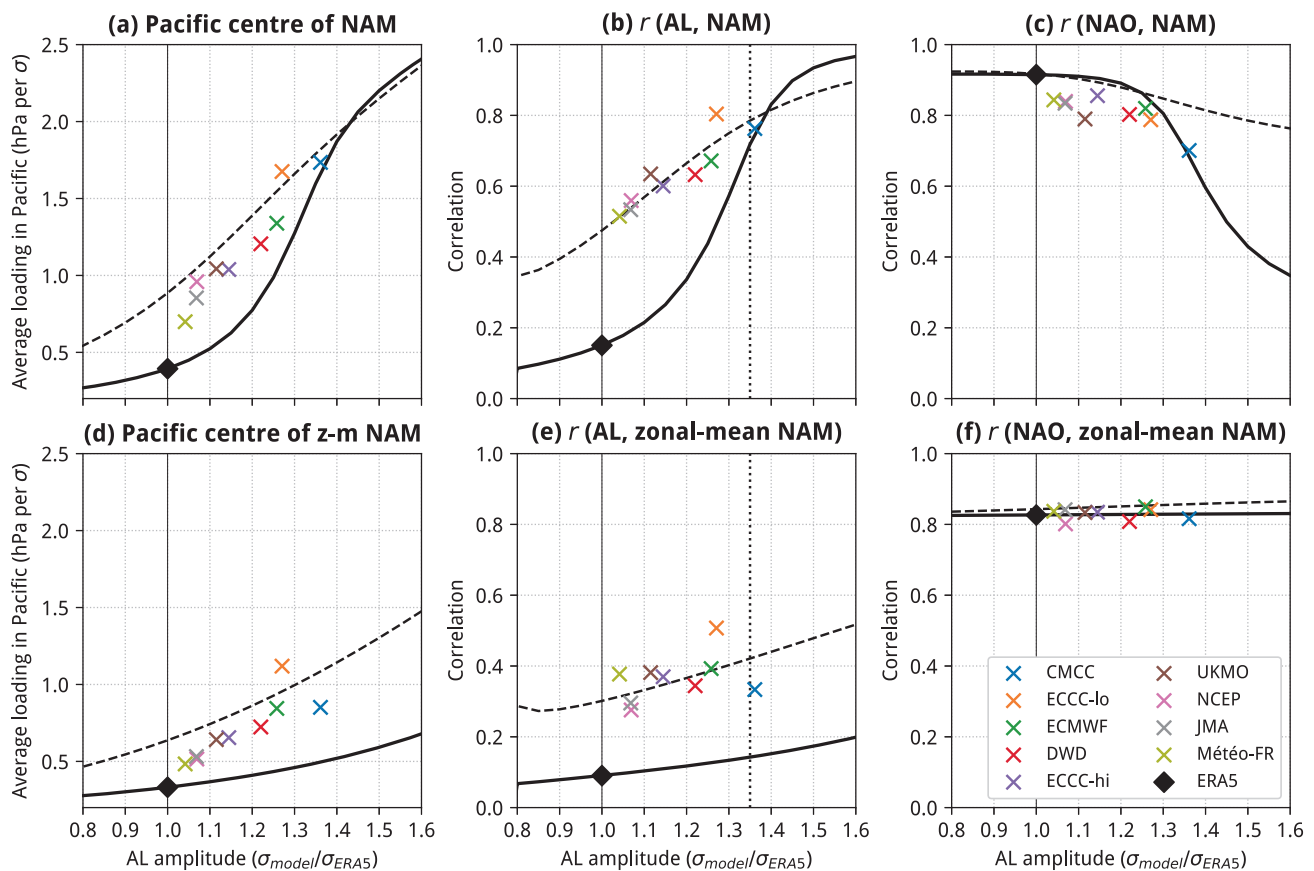 (a) Pacific centre of NAM
(b) r (AL, NAM)
(c) r (NAO, NAM)
Average loading in Pacific (hPa per σ)
2.5
2.0
1.5
1.0
0.5
Correlation
1.0
0.8
0.6
0.4
0.2
0.0
Correlation
1.0
0.8
0.6
0.4
0.2
0.0
(d) Pacific centre of z-m NAM
(e) r (AL, zonal-mean NAM)
(f) r (NAO, zonal-mean NAM)
Average loading in Pacific (hPa per σ)
2.5
2.0
1.5
1.0
0.5
0.8 0.9 1.0 1.1 1.2 1.3 1.4 1.5 1.6
AL amplitude (σmodel/σERA5)
Correlation
1.0
0.8
0.6
0.4
0.2
0.0
0.8 0.9 1.0 1.1 1.2 1.3 1.4 1.5 1.6
AL amplitude (σmodel/σERA5)
Correlation
1.0
0.8
0.6
0.4
0.2
0.0
CMCC
ECCC-lo
ECMWF
DWD
ECCC-hi
UKMO
NCEP
JMA
Météo-FR
ERA5
0.8 0.9 1.0 1.1 1.2 1.3 1.4 1.5 1.6
AL amplitude (σmodel/σERA5)